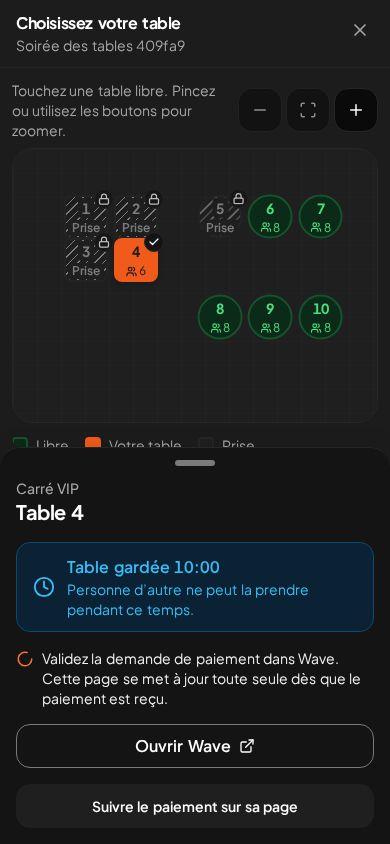 Choisissez votre table
Soirée des tables 409fa9
Touchez une table libre. Pincez
ou utilisez les boutons pour
zoomer.
1
Prise
2
Prise
5
Prise
6
8
7
8
3
Prise
4
6
8
8
9
8
10
8
Libre
Votre table
Prise
Carré VIP
Table 4
Table gardée 10:00
Personne d'autre ne peut la prendre
pendant ce temps.
Validez la demande de paiement dans Wave.
Cette page se met à jour toute seule dès que le
paiement est reçu.
Ouvrir Wave
Suivre le paiement sur sa page